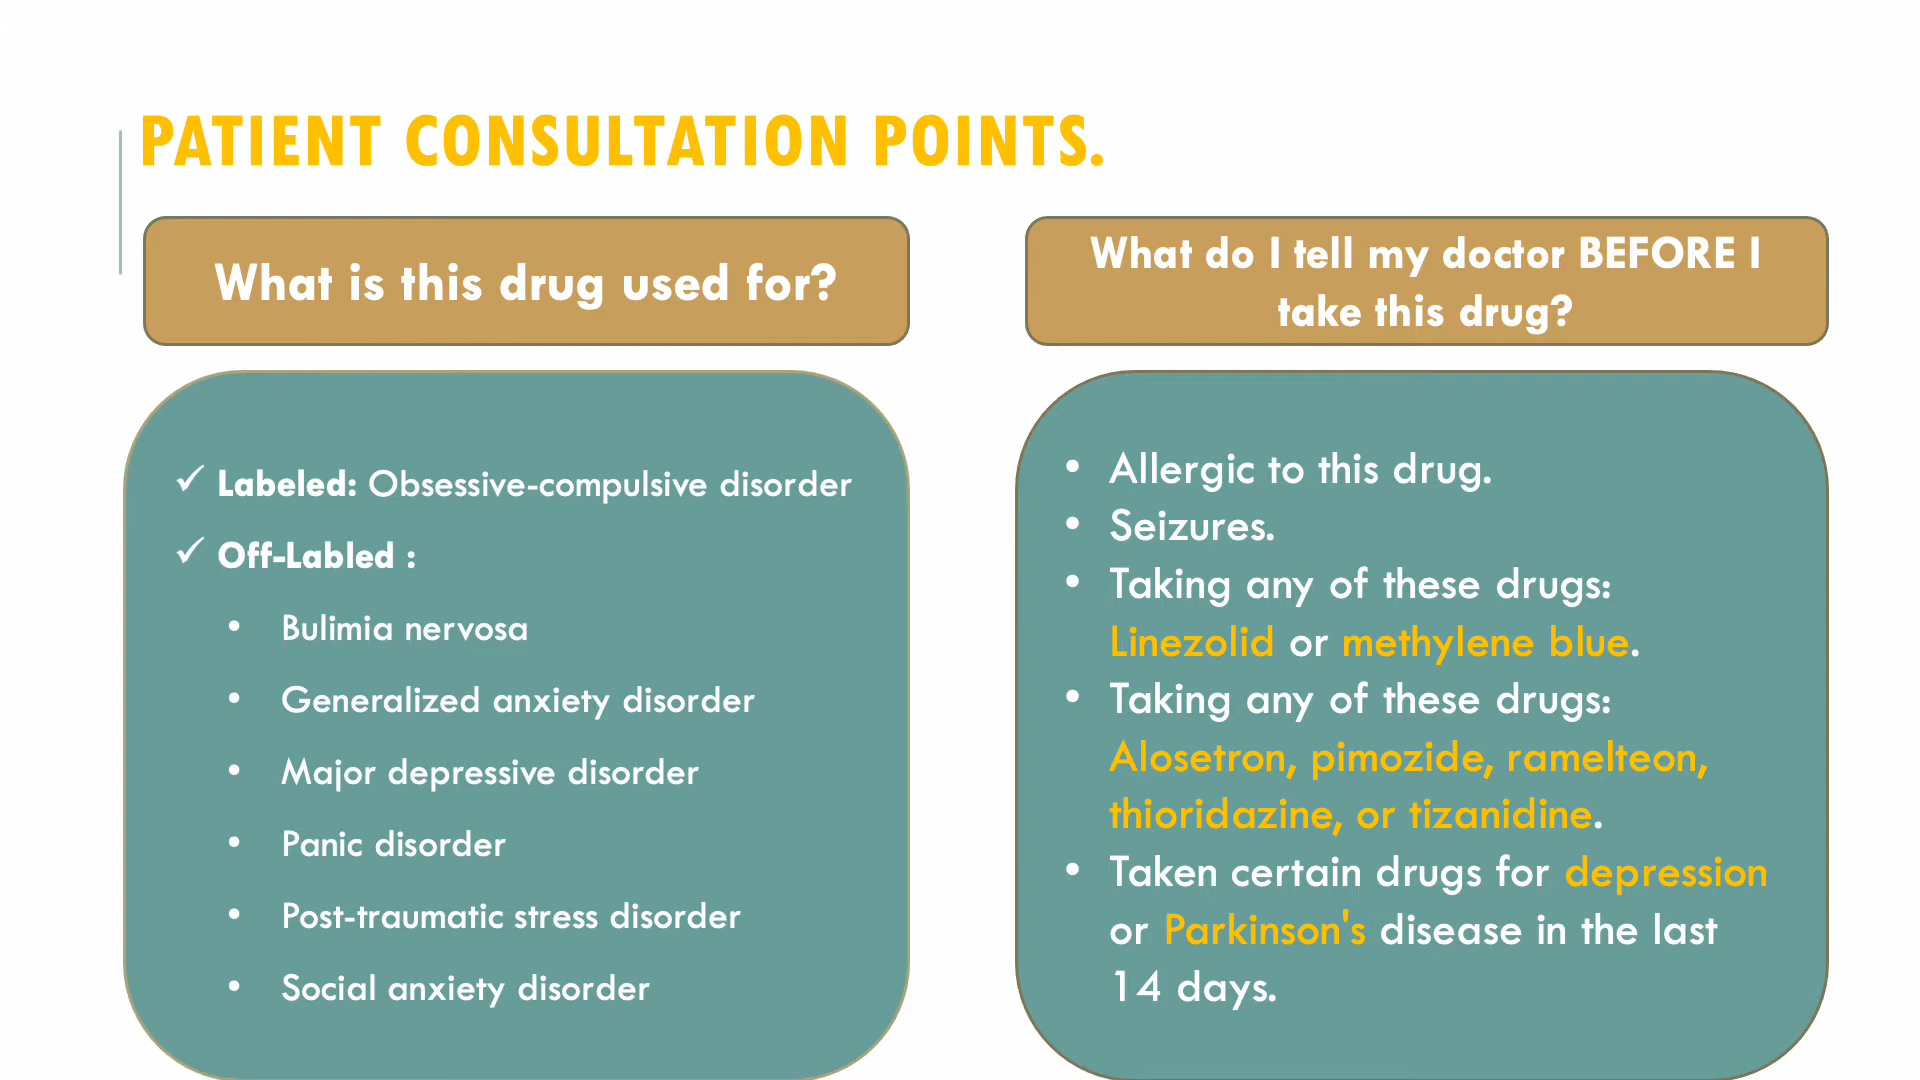 PATIENT CONSULTATION POINTS.
What is this drug used for?
✓ Labeled: Obsessive-compulsive disorder
✓ Off-Labled :
• Bulimia nervosa
• Generalized anxiety disorder
• Major depressive disorder
• Panic disorder
• Post-traumatic stress disorder
• Social anxiety disorder
What do I tell my doctor BEFORE I
take this drug?
• Allergic to this drug.
• Seizures.
• Taking any of these drugs:
Linezolid or methylene blue.
• Taking any of these drugs:
Alosetron, pimozide, ramelteon,
thioridazine, or tizanidine.
• Taken certain drugs for depression
or Parkinson's disease in the last
14 days.